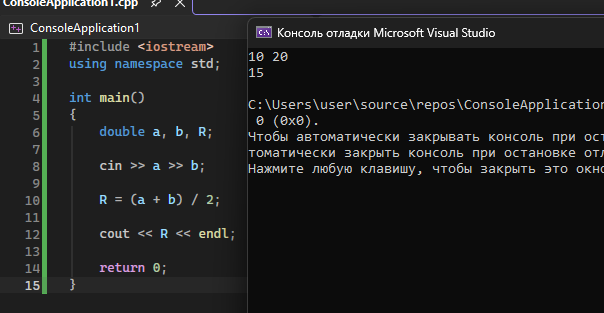 ConsoleApplication1.cpp
ConsoleApplication1
1 #include <iostream>
2 using namespace std;
3
4 int main()
5 {
6 double a, b, R;
7
8 cin >> a >> b;
9
10 R = (a + b) / 2;
11
12 cout << R << endl;
13
14 return 0;
15 }
Консоль отладки Microsoft Visual Studio
10 20
15
C:\Users\user\source\repos\ConsoleApplication
0 (0x0).
Чтобы автоматически закрывать консоль при ост
томатически закрыть консоль при остановке отл
Нажмите любую клавишу, чтобы закрыть это окно